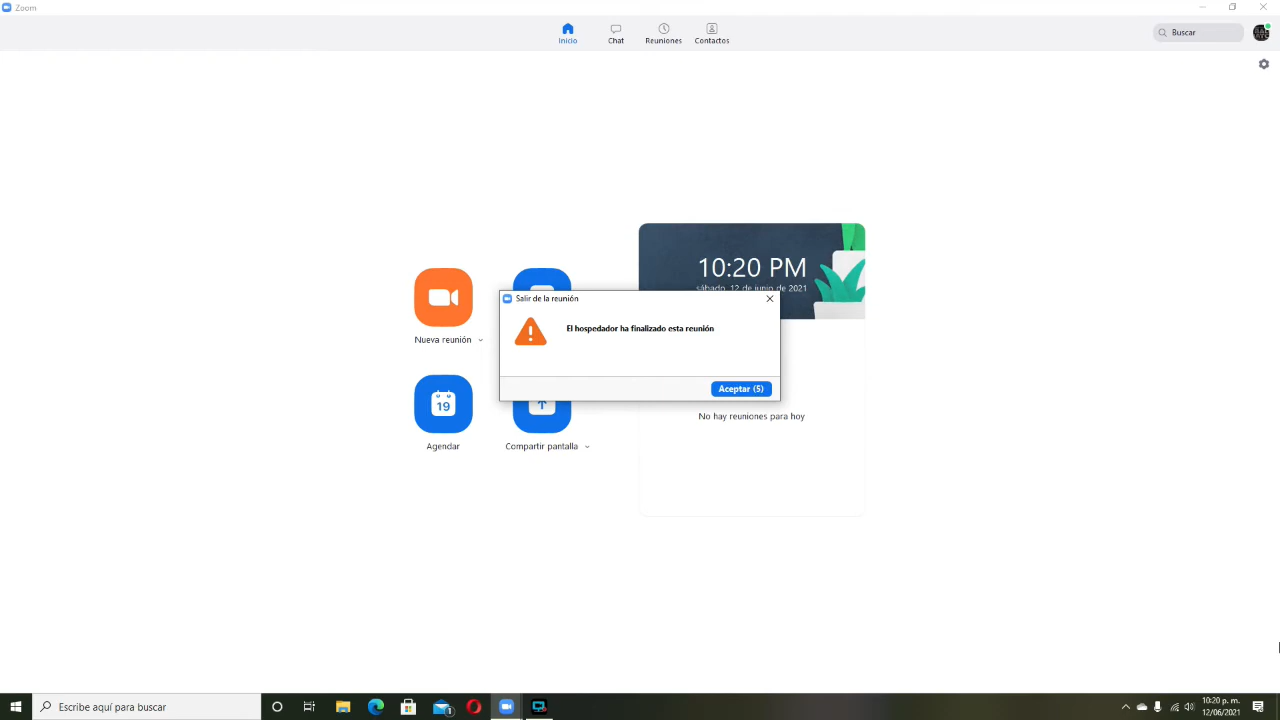 Zoom
Inicio
Chat
Reuniones
Contactos
Buscar
10:20 PM
sábado, 12 de junio de 2021
Salir de la reunión
El hospedador ha finalizado esta reunión
Aceptar (5)
Nueva reunión
19
Agendar
Compartir pantalla
No hay reuniones para hoy
Escribe aquí para buscar
1
10:20 p. m.
12/06/2021